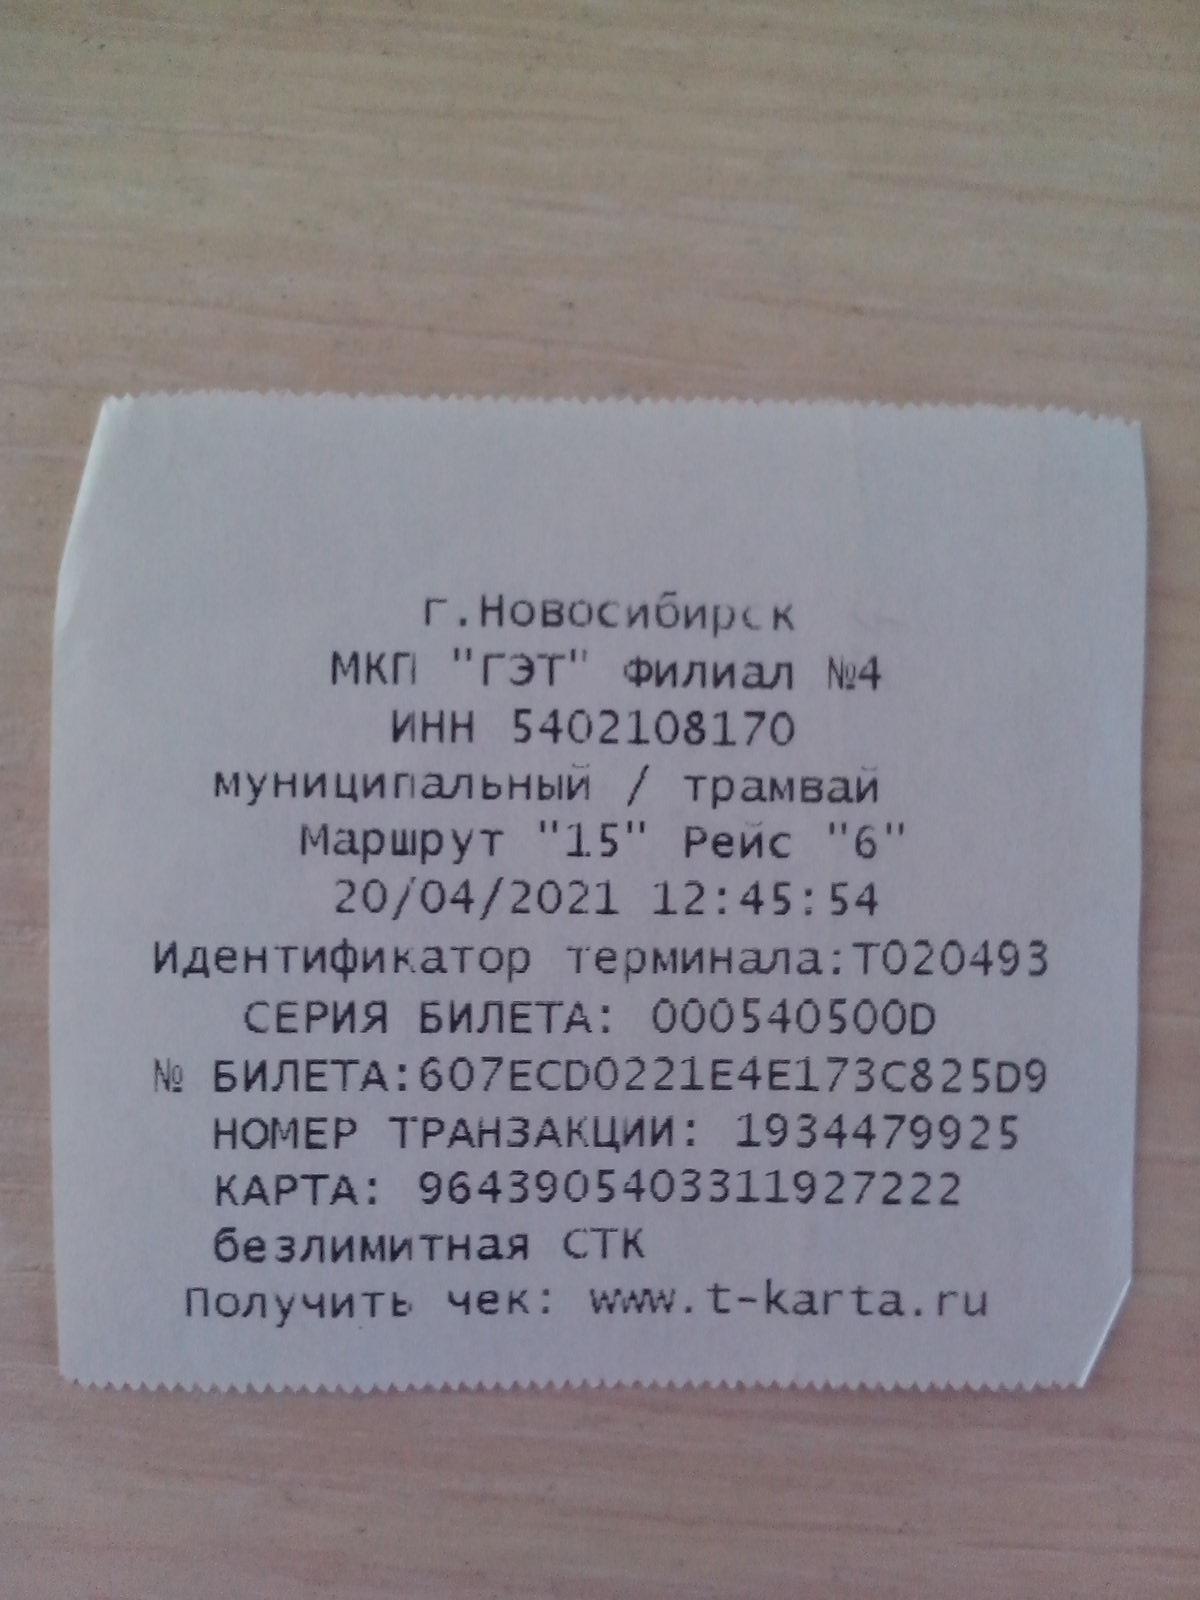 г.Новосибирск
МКП "ГЭТ" Филиал №4
ИНН 5402108170
муниципальный / трамвай
Маршрут "15" Рейс "6"
20/04/2021 12:45:54
Идентификатор терминала:T020493
СЕРИЯ БИЛЕТА: 000540500D
№ БИЛЕТА:607ECD0221E4E173C825D9
НОМЕР ТРАНЗАКЦИИ: 1934479925
КАРТА: 9643905403311927222
безлимитная СТК
Получить чек: www.t-karta.ru